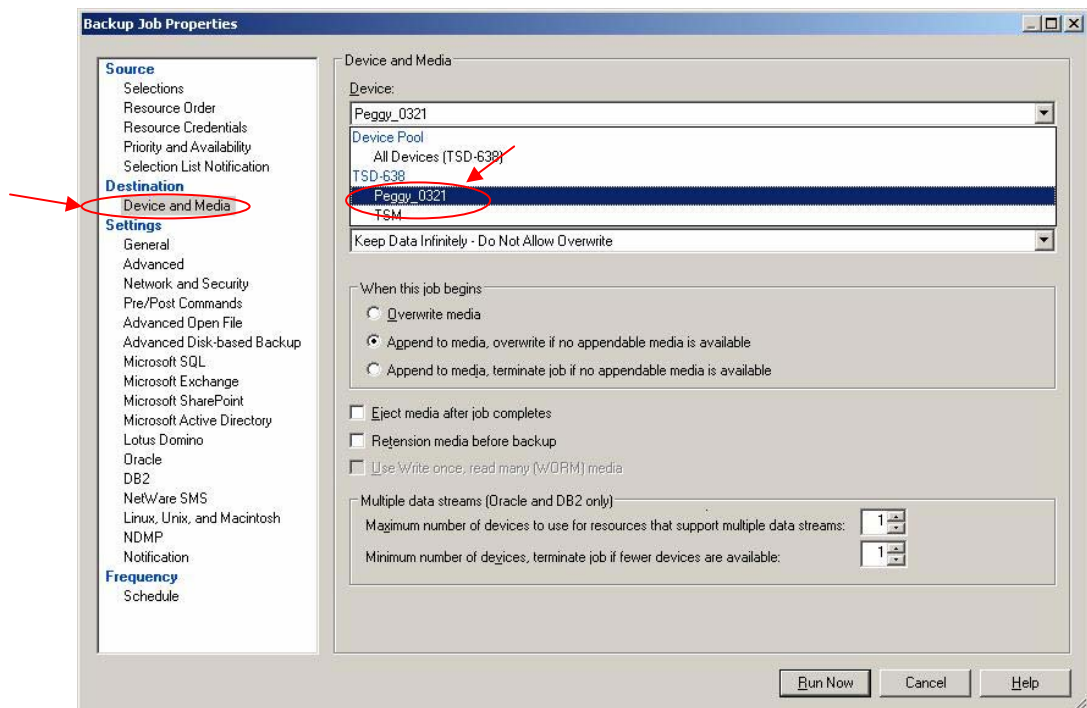 Backup Job Properties
Source
Selections
Resource Order
Resource Credentials
Priority and Availability
Selection List Notification
Destination
Device and Media
Settings
General
Advanced
Network and Security
Pre/Post Commands
Advanced Open File
Advanced Disk-based Backup
Microsoft SQL
Microsoft Exchange
Microsoft SharePoint
Microsoft Active Directory
Lotus Domino
Oracle
DB2
NetWare SMS
Linux, Unix, and Macintosh
NDMP
Notification
Frequency
Schedule
Device and Media
Device:
Peggy_0321
Device Pool
All Devices (TSD-638)
TSD-638
Peggy_0321
TSM
Keep Data Infinitely - Do Not Allow Overwrite
When this job begins
Overwrite media
Append to media, overwrite if no appendable media is available
Append to media, terminate job if no appendable media is available
Eject media after job completes
Retension media before backup
Use Write once, read many (WORM) media
Multiple data streams (Oracle and DB2 only)
Maximum number of devices to use for resources that support multiple data streams: 1
Minimum number of devices, terminate job if fewer devices are available: 1
Run Now Cancel Help